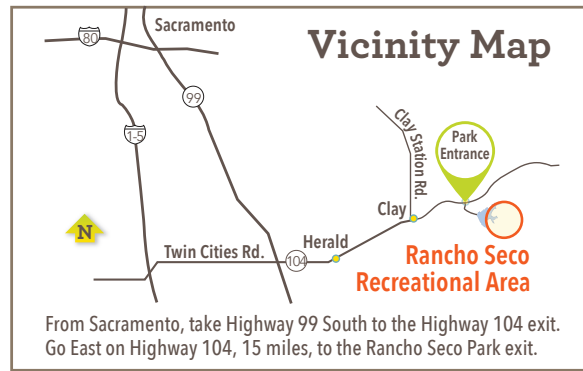 Vicinity Map
Sacramento
80
99
1-5
Clay Station Rd.
Park
Entrance
N
Clay
Herald
Twin Cities Rd.
104
Rancho Seco
Recreational Area
From Sacramento, take Highway 99 South to the Highway 104 exit.
Go East on Highway 104, 15 miles, to the Rancho Seco Park exit.